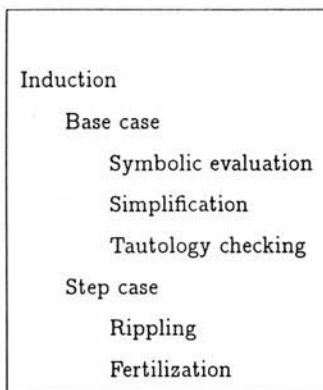 Induction
Base case
Symbolic evaluation
Simplification
Tautology checking
Step case
Rippling
Fertilization